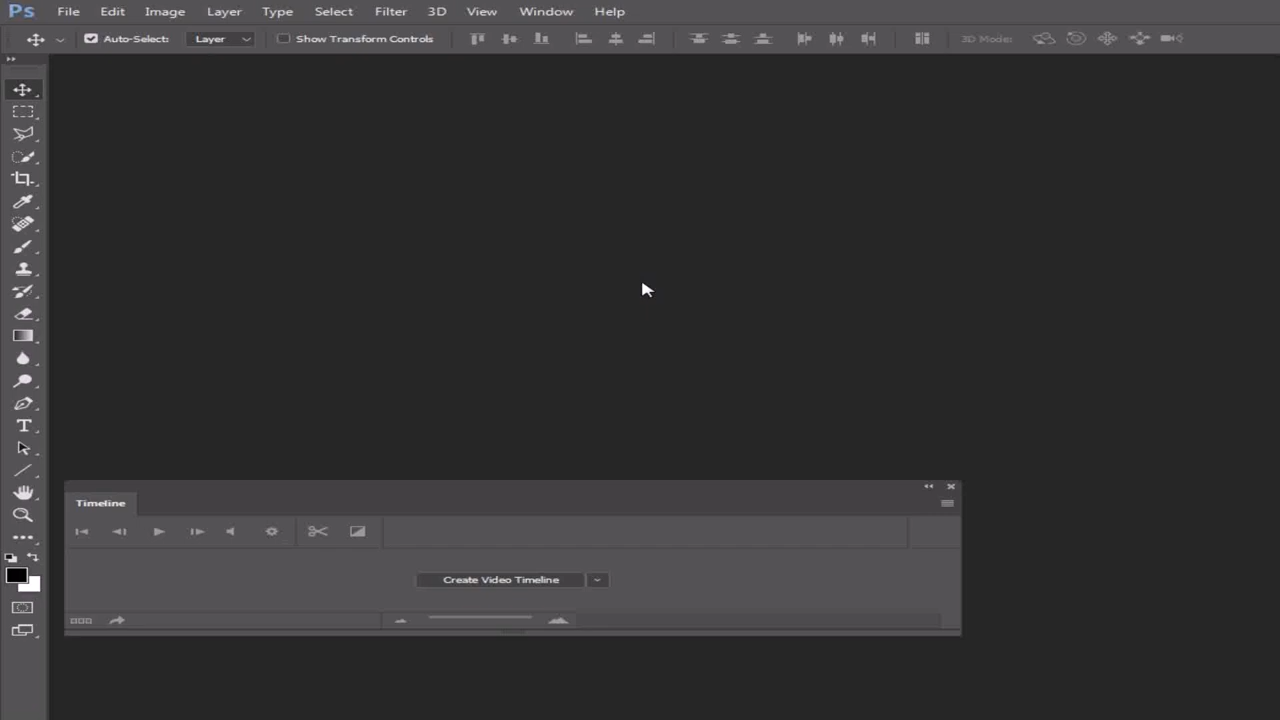 Ps File Edit Image Layer Type Select Filter 3D View Window Help
Auto-Select: Layer Show Transform Controls 3D Mode:
T
Timeline
Create Video Timeline